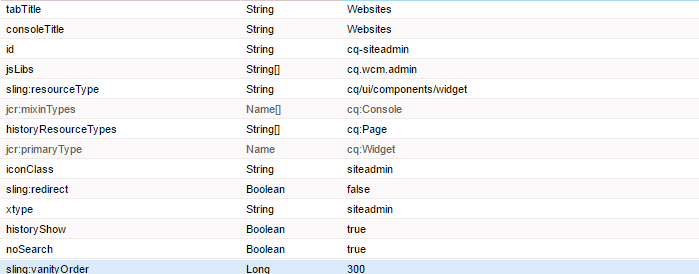 tabTitle String Websites
consoleTitle String Websites
id String cq-siteadmin
jsLibs String[] cq.wcm.admin
sling:resourceType String cq/ui/components/widget
jcr:mixinTypes Name[] cq:Console
historyResourceTypes String[] cq:Page
jcr:primaryType Name cq:Widget
iconClass String siteadmin
sling:redirect Boolean false
xtype String siteadmin
historyShow Boolean true
noSearch Boolean true
sling:vanityOrder Long 300